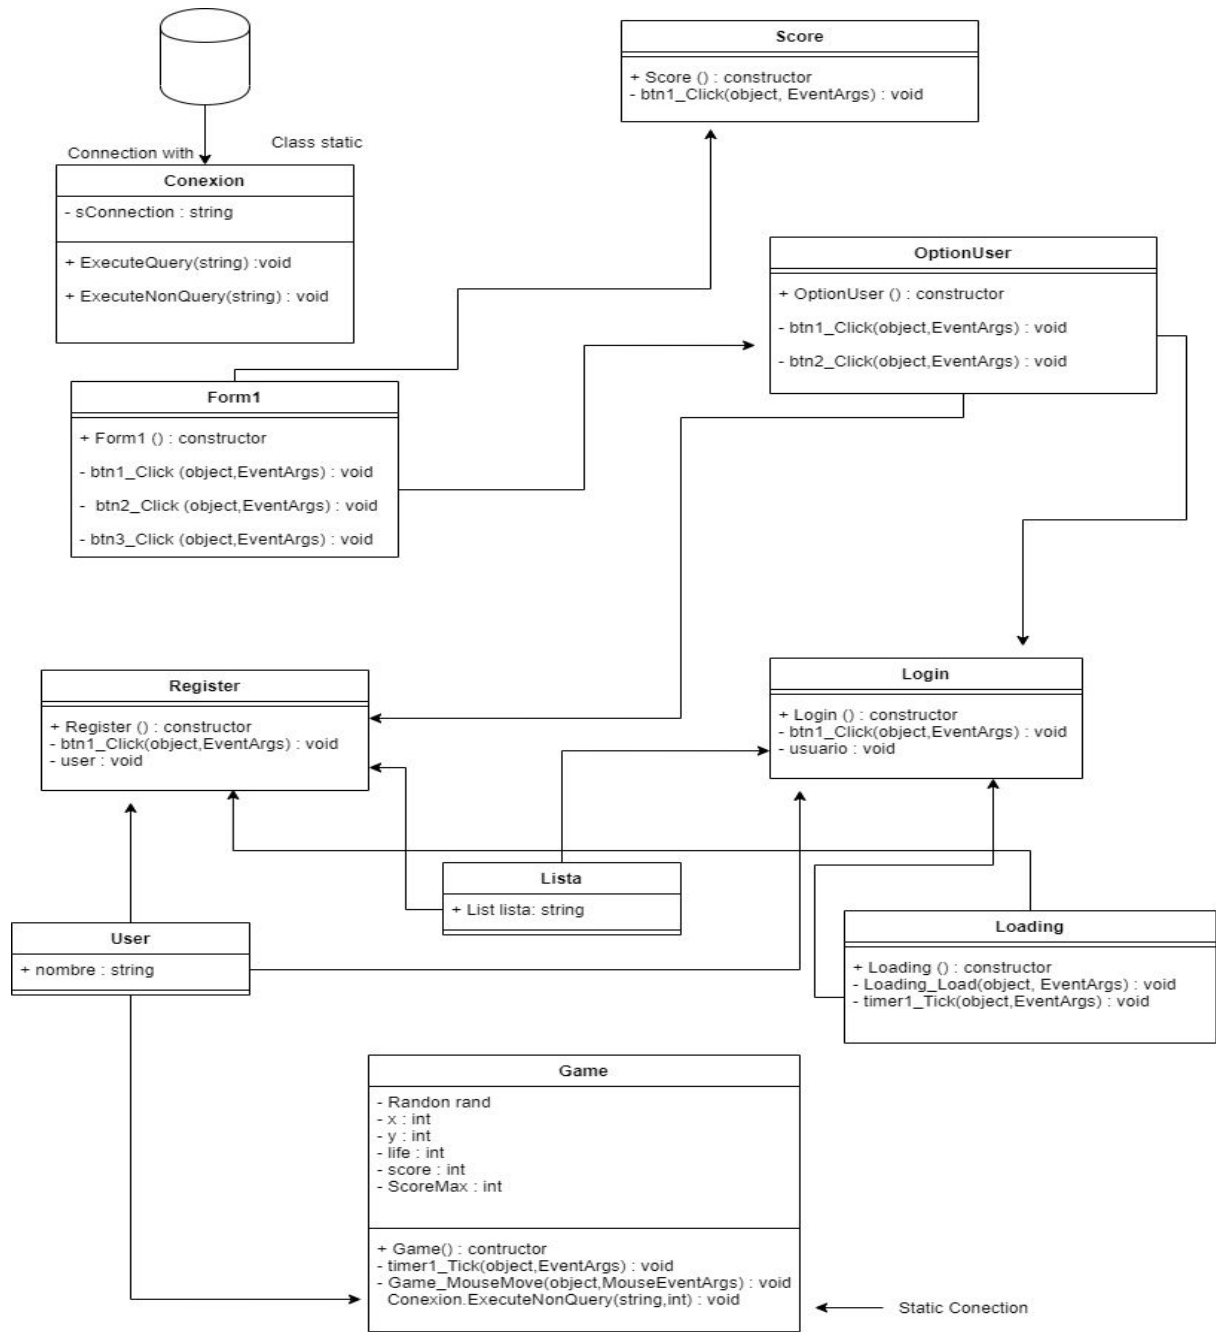 Score
+ Score () : constructor
- btn1_Click(object, EventArgs) : void
Class static
Connection with
Conexion
- sConnection : string
+ ExecuteQuery(string) :void
+ ExecuteNonQuery(string) : void
OptionUser
+ OptionUser () : constructor
- btn1_Click(object,EventArgs) : void
- btn2_Click(object,EventArgs) : void
Form1
+ Form1 () : constructor
- btn1_Click (object,EventArgs) : void
- btn2_Click (object,EventArgs) : void
- btn3_Click (object,EventArgs) : void
Register
+ Register () : constructor
- btn1_Click(object,EventArgs) : void
- user : void
Login
+ Login () : constructor
- btn1_Click(object,EventArgs) : void
- usuario : void
Lista
+ List lista: string
User
+ nombre : string
Loading
+ Loading () : constructor
- Loading_Load(object, EventArgs) : void
- timer1_Tick(object,EventArgs) : void
Game
- Randon rand
- x : int
- y : int
- life : int
- score : int
- ScoreMax : int
+ Game() : contructor
- timer1_Tick(object,EventArgs) : void
- Game_MouseMove(object,MouseEventArgs) : void
Conexion.ExecuteNonQuery(string,int) : void
Static Conection